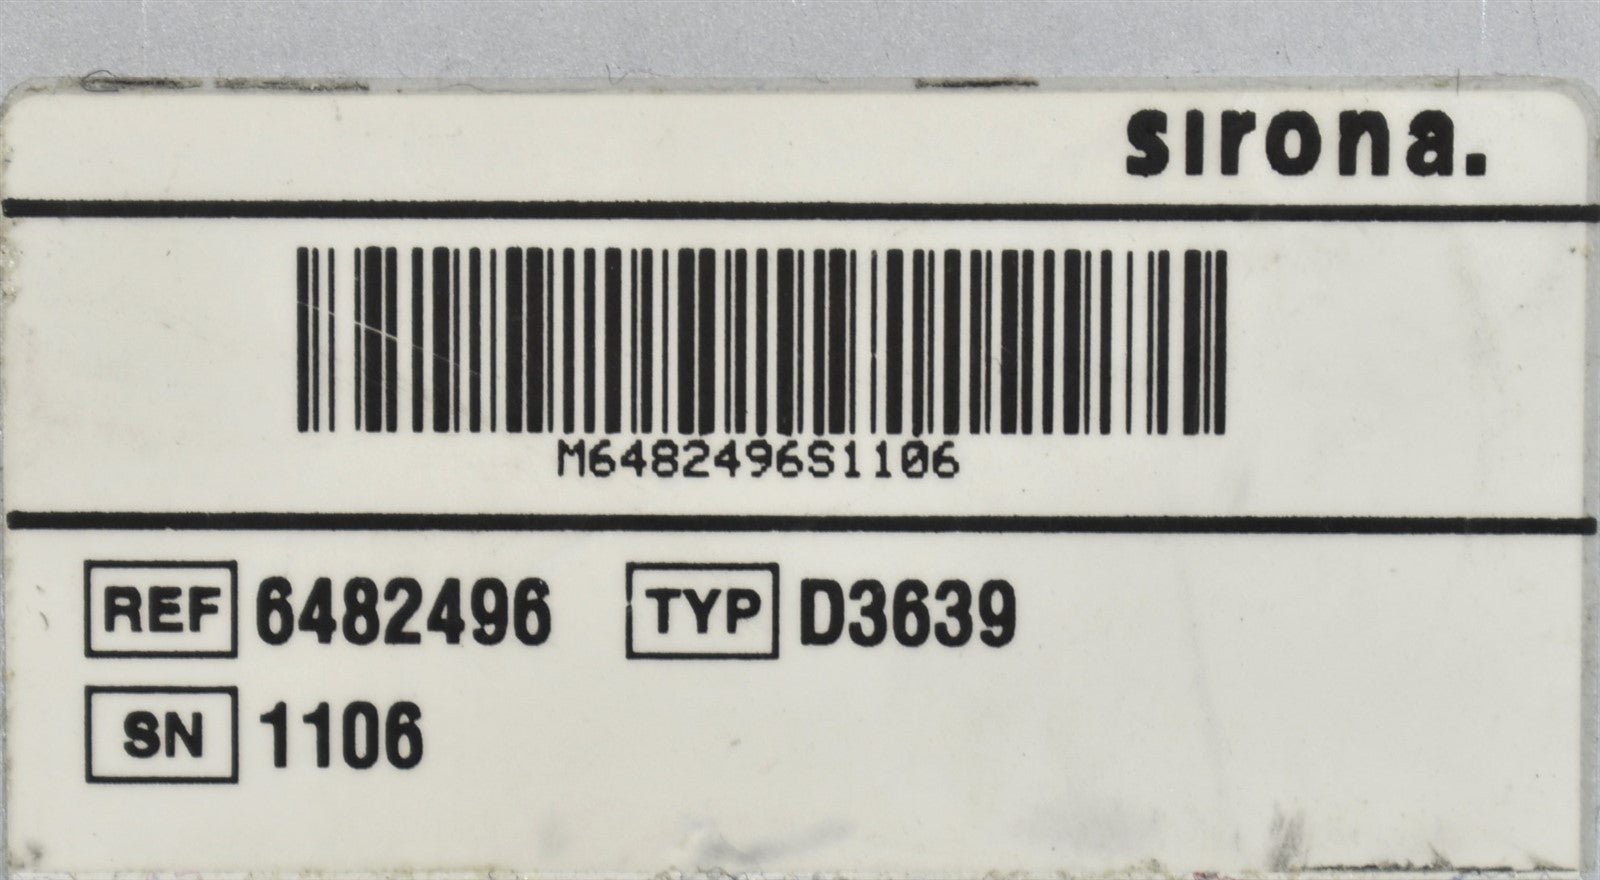 sirona.
M6482496S1106
REF 6482496 TYP D3639
SN 1106